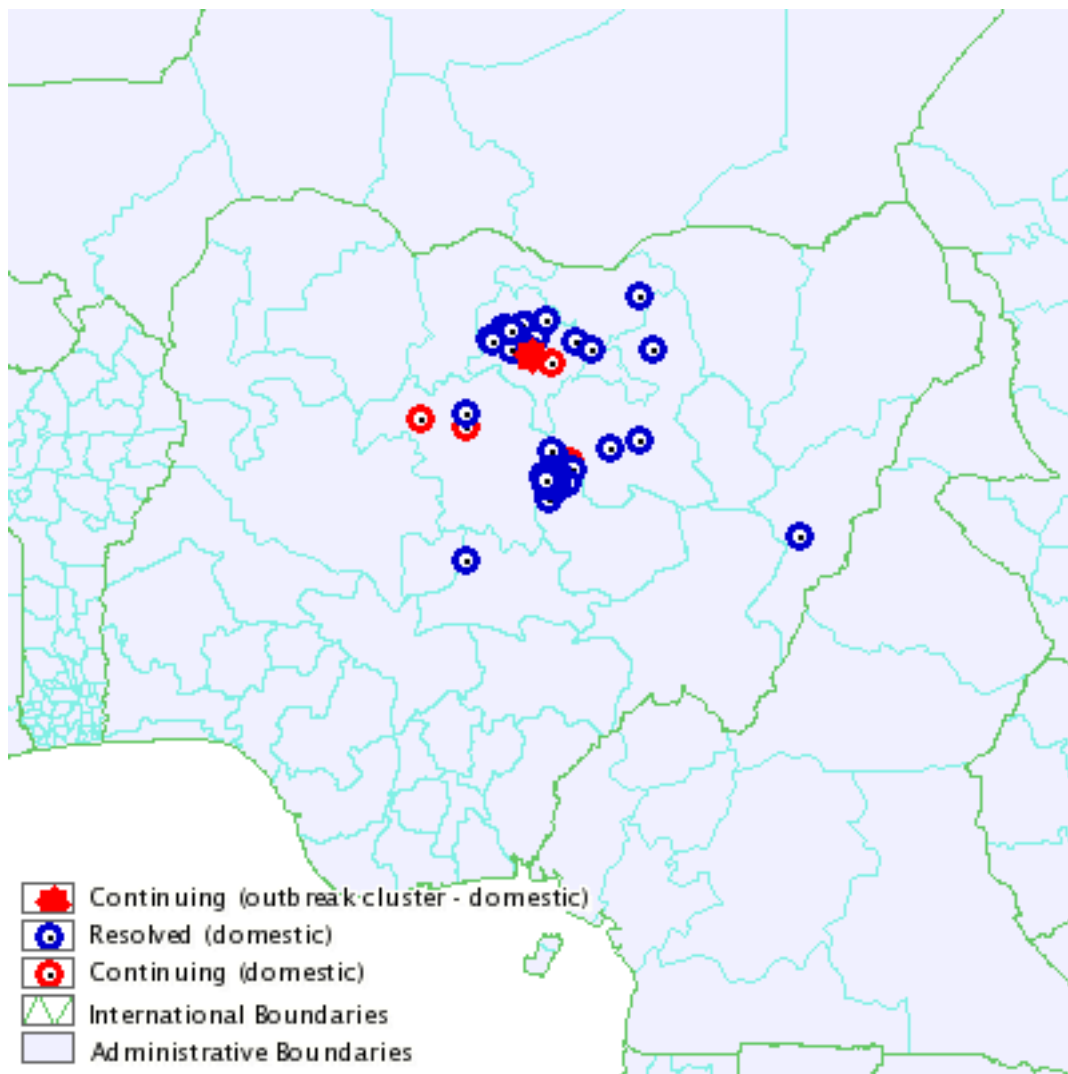 Continuing (outbreak cluster - domestic)
Resolved (domestic)
Continuing (domestic)
International Boundaries
Administrative Boundaries